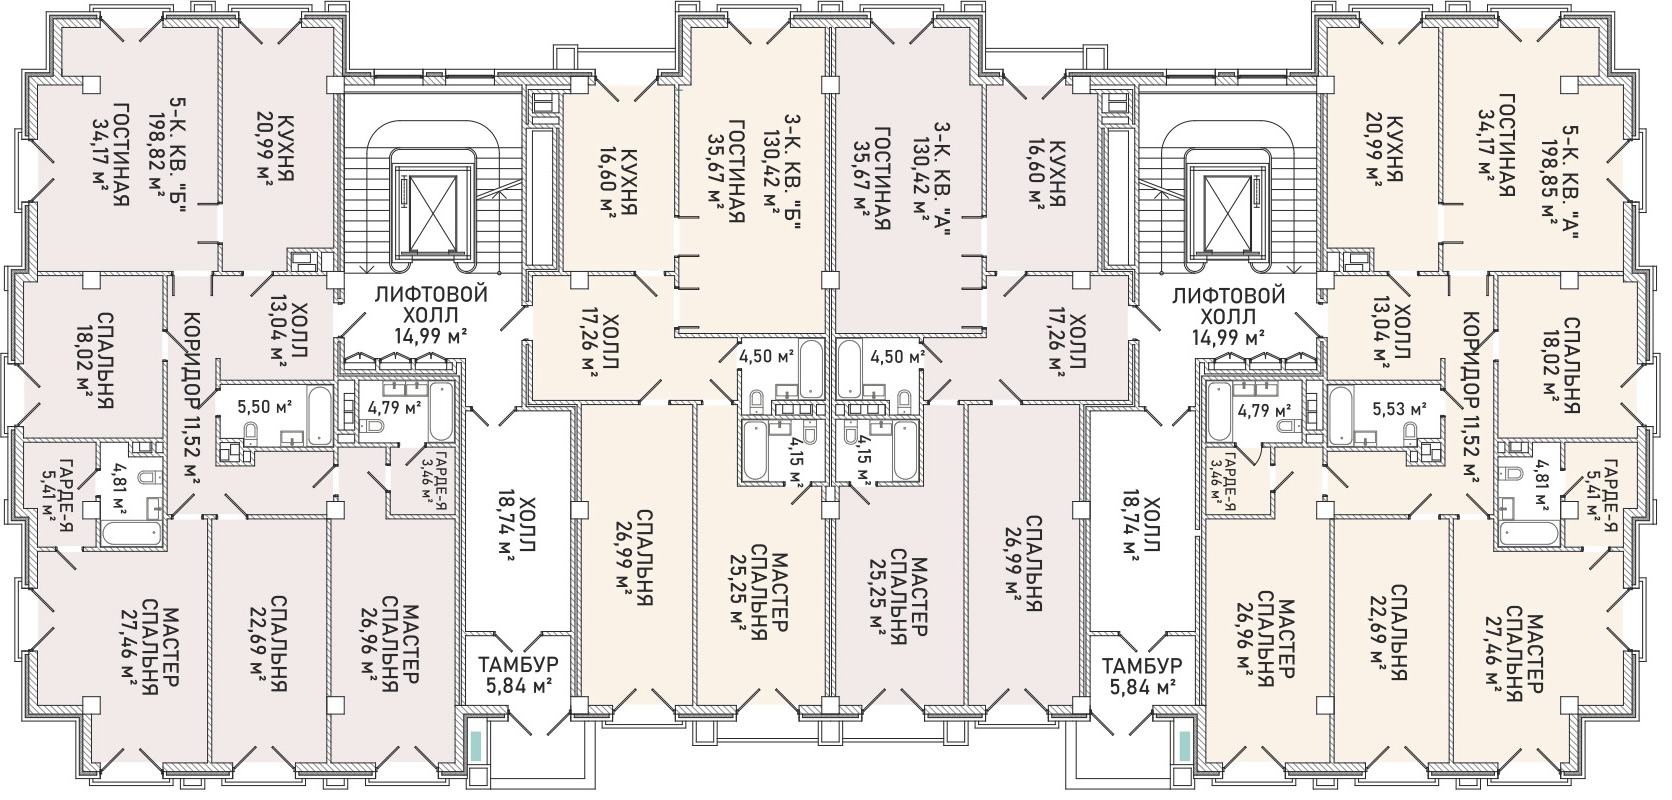 5-К. КВ. "Б"
198,82 м²
ГОСТИНАЯ
34,17 м²
КУХНЯ
20,99 м²
КУХНЯ
16,60 м²
3-К. КВ. "Б"
130,42 м²
ГОСТИНАЯ
35,67 м²
3-К. КВ. "А"
130,42 м²
ГОСТИНАЯ
35,67 м²
КУХНЯ
16,60 м²
КУХНЯ
20,99 м²
5-К. КВ. "А"
198,85 м²
ГОСТИНАЯ
34,17 м²
СПАЛЬНЯ
18,02 м²
КОРИДОР 11,52 м²
ХОЛЛ
13,04 м²
ЛИФТОВОЙ
ХОЛЛ
14,99 м²
ХОЛЛ
17,26 м²
4,50 м²
4,50 м²
ХОЛЛ
17,26 м²
ЛИФТОВОЙ
ХОЛЛ
14,99 м²
ХОЛЛ
13,04 м²
КОРИДОР 11,52 м²
СПАЛЬНЯ
18,02 м²
5,50 м²
4,79 м²
4,79 м²
5,53 м²
ГАРДЕ-Я
5,41 м²
4,81 м²
ГАРДЕ-Я
3,46 м²
4,15 м²
4,15 м²
ГАРДЕ-Я
3,46 м²
4,81 м²
ГАРДЕ-Я
5,41 м²
ХОЛЛ
18,74 м²
СПАЛЬНЯ
26,99 м²
МАСТЕР
СПАЛЬНЯ
25,25 м²
МАСТЕР
СПАЛЬНЯ
25,25 м²
СПАЛЬНЯ
26,99 м²
ХОЛЛ
18,74 м²
МАСТЕР
СПАЛЬНЯ
27,46 м²
СПАЛЬНЯ
22,69 м²
МАСТЕР
СПАЛЬНЯ
26,96 м²
ТАМБУР
5,84 м²
ТАМБУР
5,84 м²
МАСТЕР
СПАЛЬНЯ
26,96 м²
СПАЛЬНЯ
22,69 м²
МАСТЕР
СПАЛЬНЯ
27,46 м²